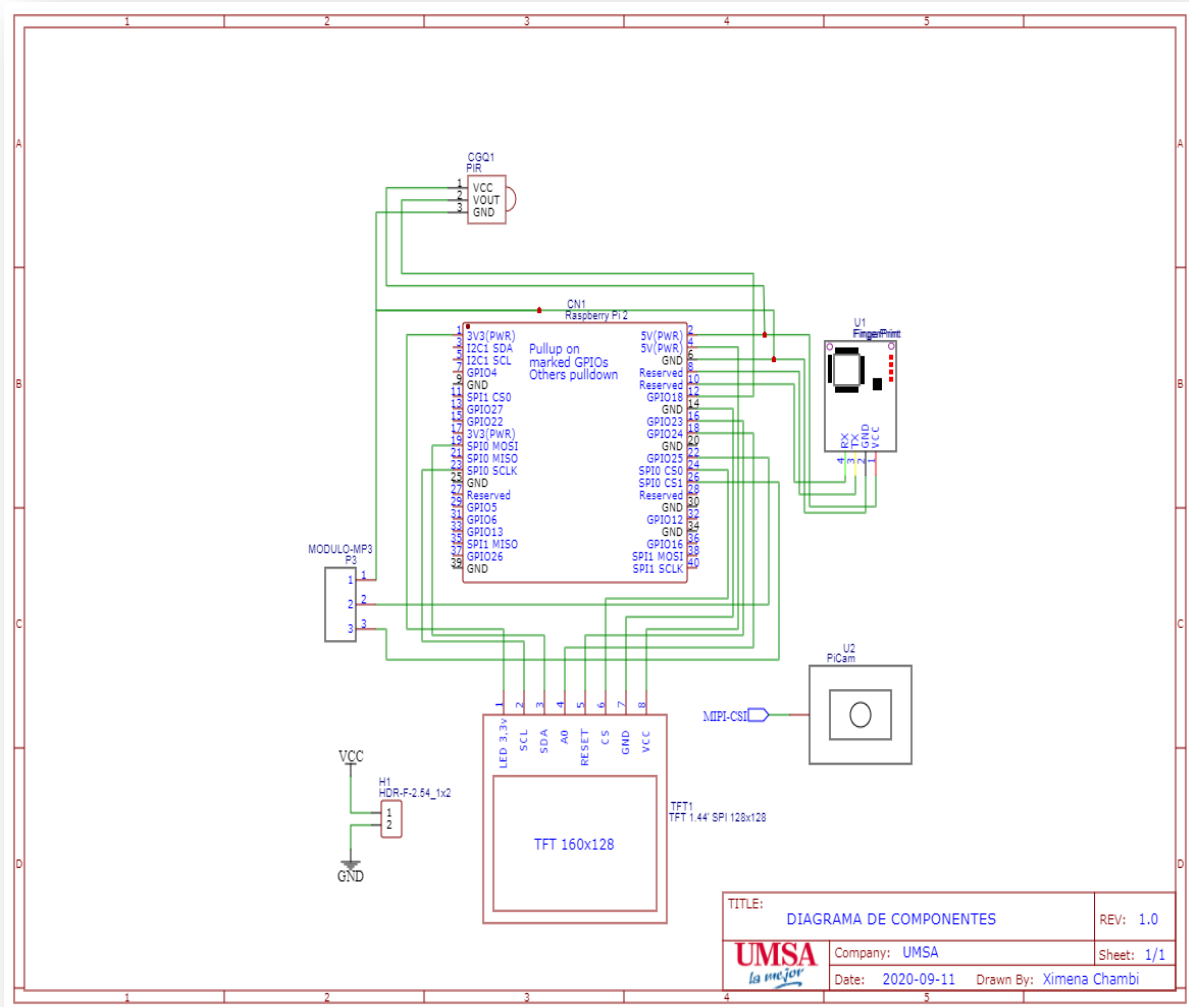 1 2 3 4 5
A A
B B
C C
D D
CGQ1
PIR
1 VCC
2 VOUT
3 GND
CN1
Raspberry Pi 2
Pullup on
marked GPIOs
Others pulldown
1 3V3(PWR)
3 I2C1 SDA
5 I2C1 SCL
7 GPIO4
9 GND
11 SPI1 CS0
13 GPIO27
15 GPIO22
17 3V3(PWR)
19 SPI0 MOSI
21 SPI0 MISO
23 SPI0 SCLK
25 GND
27 Reserved
29 GPIO5
31 GPIO6
33 GPIO13
35 SPI1 MISO
37 GPIO26
39 GND
5V(PWR) 2
5V(PWR) 4
GND 6
Reserved 8
Reserved 10
GPIO18 12
GND 14
GPIO23 16
GPIO24 18
GND 20
GPIO25 22
SPI0 CS0 24
SPI0 CS1 26
Reserved 28
GND 30
GPIO12 32
GND 34
GPIO16 36
SPI1 MOSI 38
SPI1 SCLK 40
U1
FingerPrint
RX TX GND VCC
4 3 2 1
MODULO-MP3
P3
1 1
2 2
3 3
U2
PiCam
MIPI-CSI
1 2 3 4 5 6 7 8
LED 3,3v SCL SDA A0 RESET CS GND VCC
TFT 160x128
TFT1
TFT 1.44' SPI 128x128
VCC
H1
HDR-F-2.54_1x2
1
2
GND
TITLE:
DIAGRAMA DE COMPONENTES
REV: 1.0
UMSA
la mejor
Company: UMSA
Sheet: 1/1
Date: 2020-09-11 Drawn By: Ximena Chambi
1 2 3 4 5